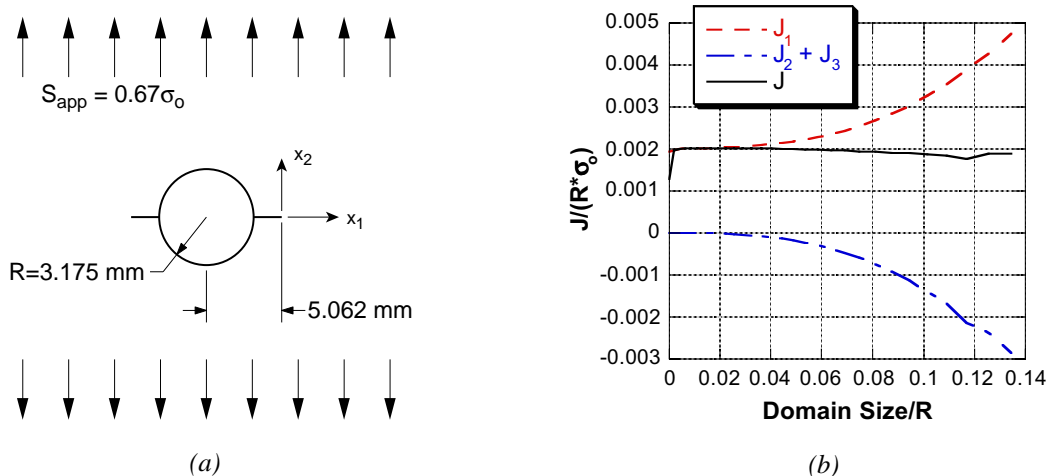 S_app = 0.67σ_o
x_2
x_1
R=3.175 mm
5.062 mm
(a)
J_1
J_2 + J_3
J
0.005
0.004
0.003
0.002
0.001
0
-0.001
-0.002
-0.003
J/(R*σ_o)
0 0.02 0.04 0.06 0.08 0.1 0.12 0.14
Domain Size/R
(b)